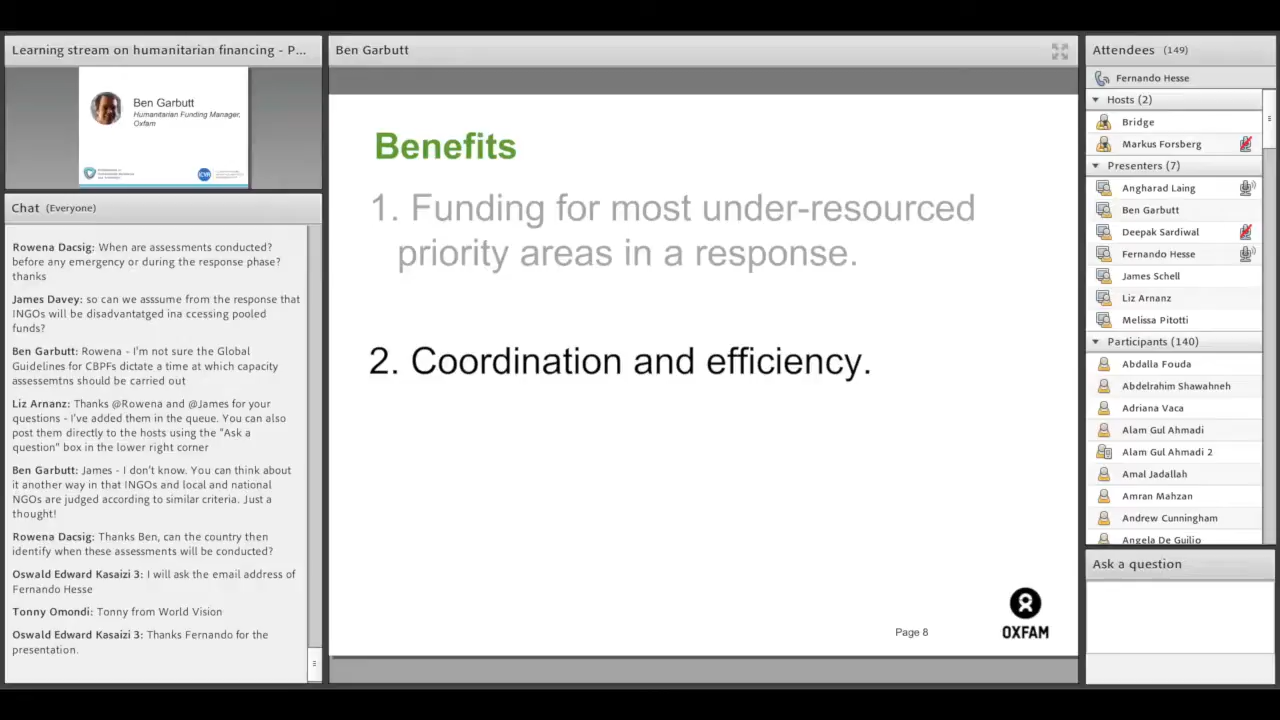 Learning stream on humanitarian financing - P...
Ben Garbutt
Humanitarian Funding Manager,
Oxfam
Chat (Everyone)
Rowena Dacsig: When are assessments conducted?
before any emergency or during the response phase?
thanks
James Davey: so can we asssume from the response that
INGOs will be disadvantatged ina ccessing pooled
funds?
Ben Garbutt: Rowena - I'm not sure the Global
Guidelines for CBPFs dictate a time at which capacity
assessemtns should be carried out
Liz Arnanz: Thanks @Rowena and @James for your
questions - I've added them in the queue. You can also
post them directly to the hosts using the "Ask a
question" box in the lower right corner
Ben Garbutt: James - I don't know. You can think about
it another way in that INGOs and local and national
NGOs are judged according to similar criteria. Just a
thought!
Rowena Dacsig: Thanks Ben, can the country then
identify when these assessments will be conducted?
Oswald Edward Kasaizi 3: I will ask the email address of
Fernando Hesse
Tonny Omondi: Tonny from World Vision
Oswald Edward Kasaizi 3: Thanks Fernando for the
presentation.
Ben Garbutt
Benefits
1. Funding for most under-resourced
priority areas in a response.
2. Coordination and efficiency.
Page 8
OXFAM
Attendees (149)
Fernando Hesse
Hosts (2)
Bridge
Markus Forsberg
Presenters (7)
Angharad Laing
Ben Garbutt
Deepak Sardiwal
Fernando Hesse
James Schell
Liz Arnanz
Melissa Pitotti
Participants (140)
Abdalla Fouda
Abdelrahim Shawahneh
Adriana Vaca
Alam Gul Ahmadi
Alam Gul Ahmadi 2
Amal Jadallah
Amran Mahzan
Andrew Cunningham
Angela De Guilio
Ask a question